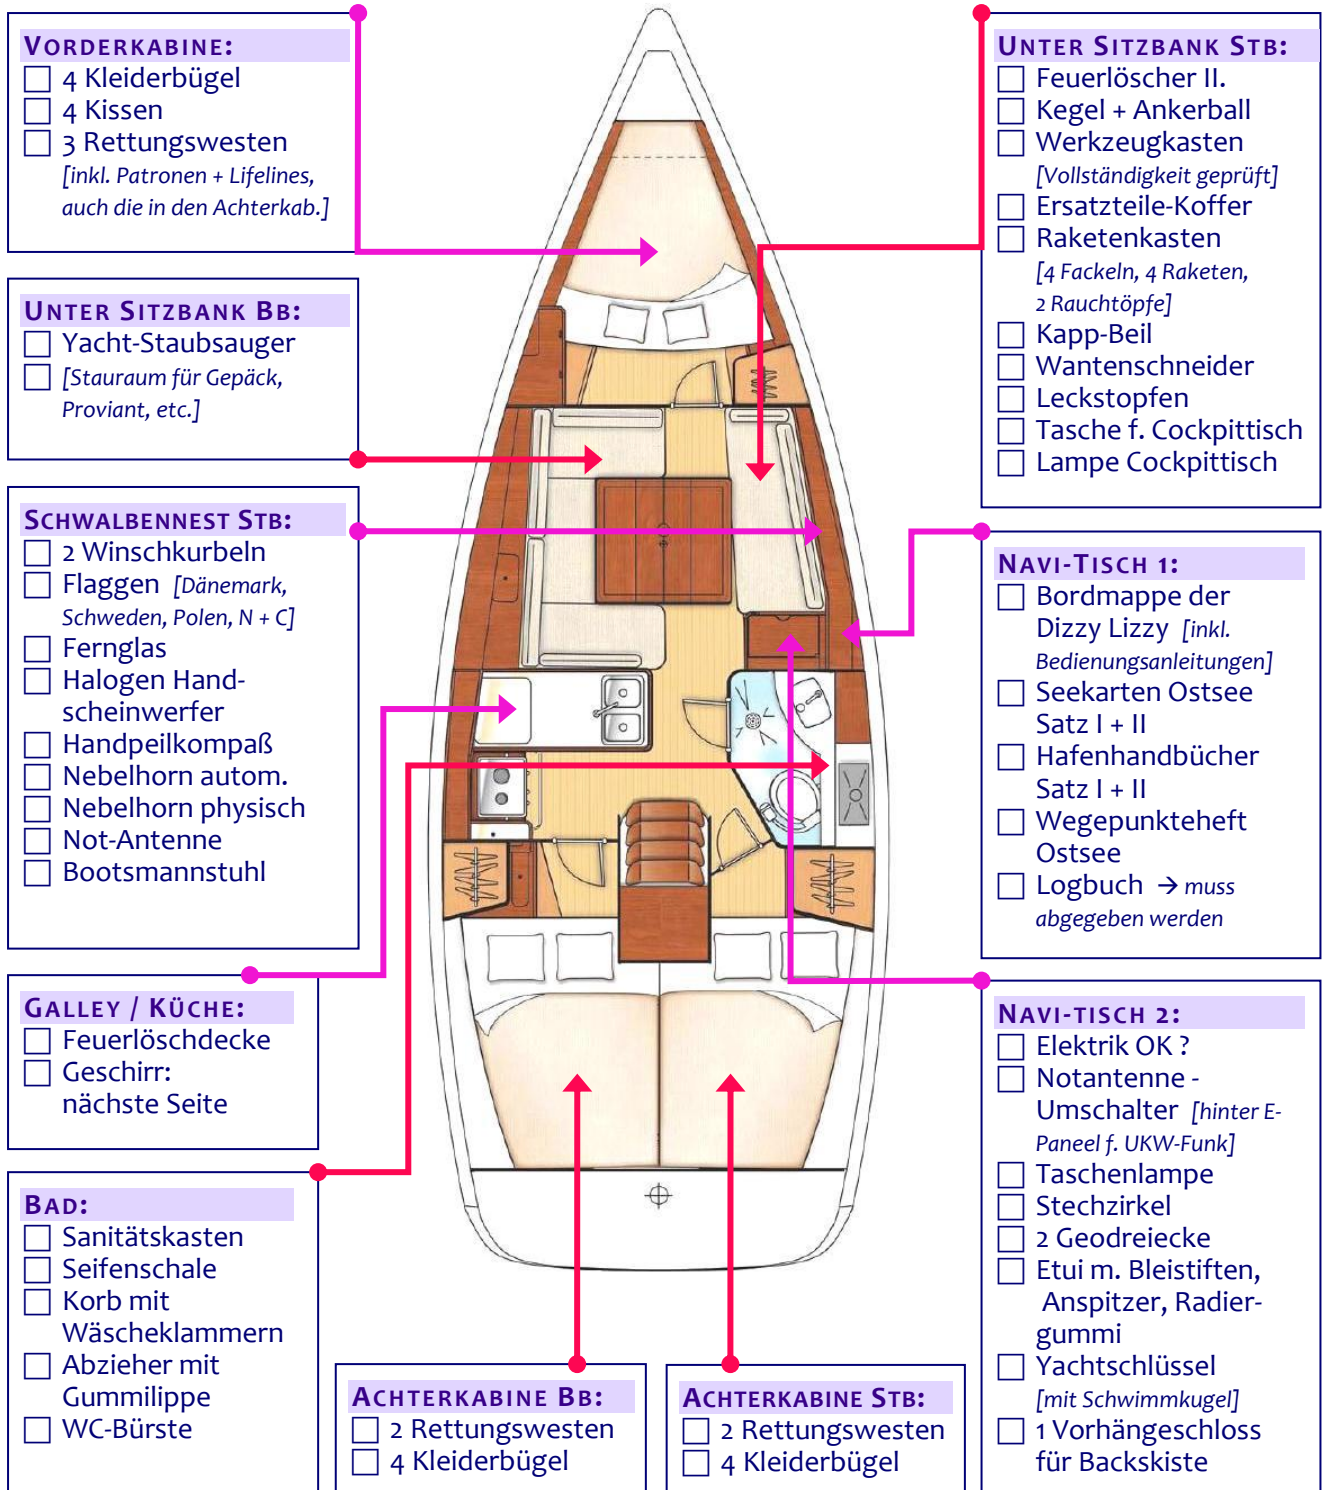 VORDERKABINE:
4 Kleiderbügel
4 Kissen
3 Rettungswesten
[inkl. Patronen + Lifelines,
auch die in den Achterkab.]
UNTER SITZBANK BB:
Yacht-Staubsauger
[Stauraum für Gepäck,
Proviant, etc.]
SCHWALBENNEST STB:
2 Winschkurbeln
Flaggen [Dänemark,
Schweden, Polen, N + C]
Fernglas
Halogen Hand-
scheinwerfer
Handpeilkompaß
Nebelhorn autom.
Nebelhorn physisch
Not-Antenne
Bootsmannstuhl
GALLEY / KÜCHE:
Feuerlöschdecke
Geschirr:
nächste Seite
BAD:
Sanitätskasten
Seifenschale
Korb mit
Wäscheklammern
Abzieher mit
Gummilippe
WC-Bürste
ACHTERKABINE BB:
2 Rettungswesten
4 Kleiderbügel
ACHTERKABINE STB:
2 Rettungswesten
4 Kleiderbügel
UNTER SITZBANK STB:
Feuerlöscher II.
Kegel + Ankerball
Werkzeugkasten
[Vollständigkeit geprüft]
Ersatzteile-Koffer
Raketenkasten
[4 Fackeln, 4 Raketen,
2 Rauchtöpfe]
Kapp-Beil
Wantenschneider
Leckstopfen
Tasche f. Cockpittisch
Lampe Cockpittisch
NAVI-TISCH 1:
Bordmappe der
Dizzy Lizzy [inkl.
Bedienungsanleitungen]
Seekarten Ostsee
Satz I + II
Hafenhandbücher
Satz I + II
Wegepunkteheft
Ostsee
Logbuch → muss
abgegeben werden
NAVI-TISCH 2:
Elektrik OK ?
Notantenne -
Umschalter [hinter E-
Paneel f. UKW-Funk]
Taschenlampe
Stechzirkel
2 Geodreiecke
Etui m. Bleistiften,
Anspitzer, Radier-
gummi
Yachtschlüssel
[mit Schwimmkugel]
1 Vorhängeschloss
für Backskiste